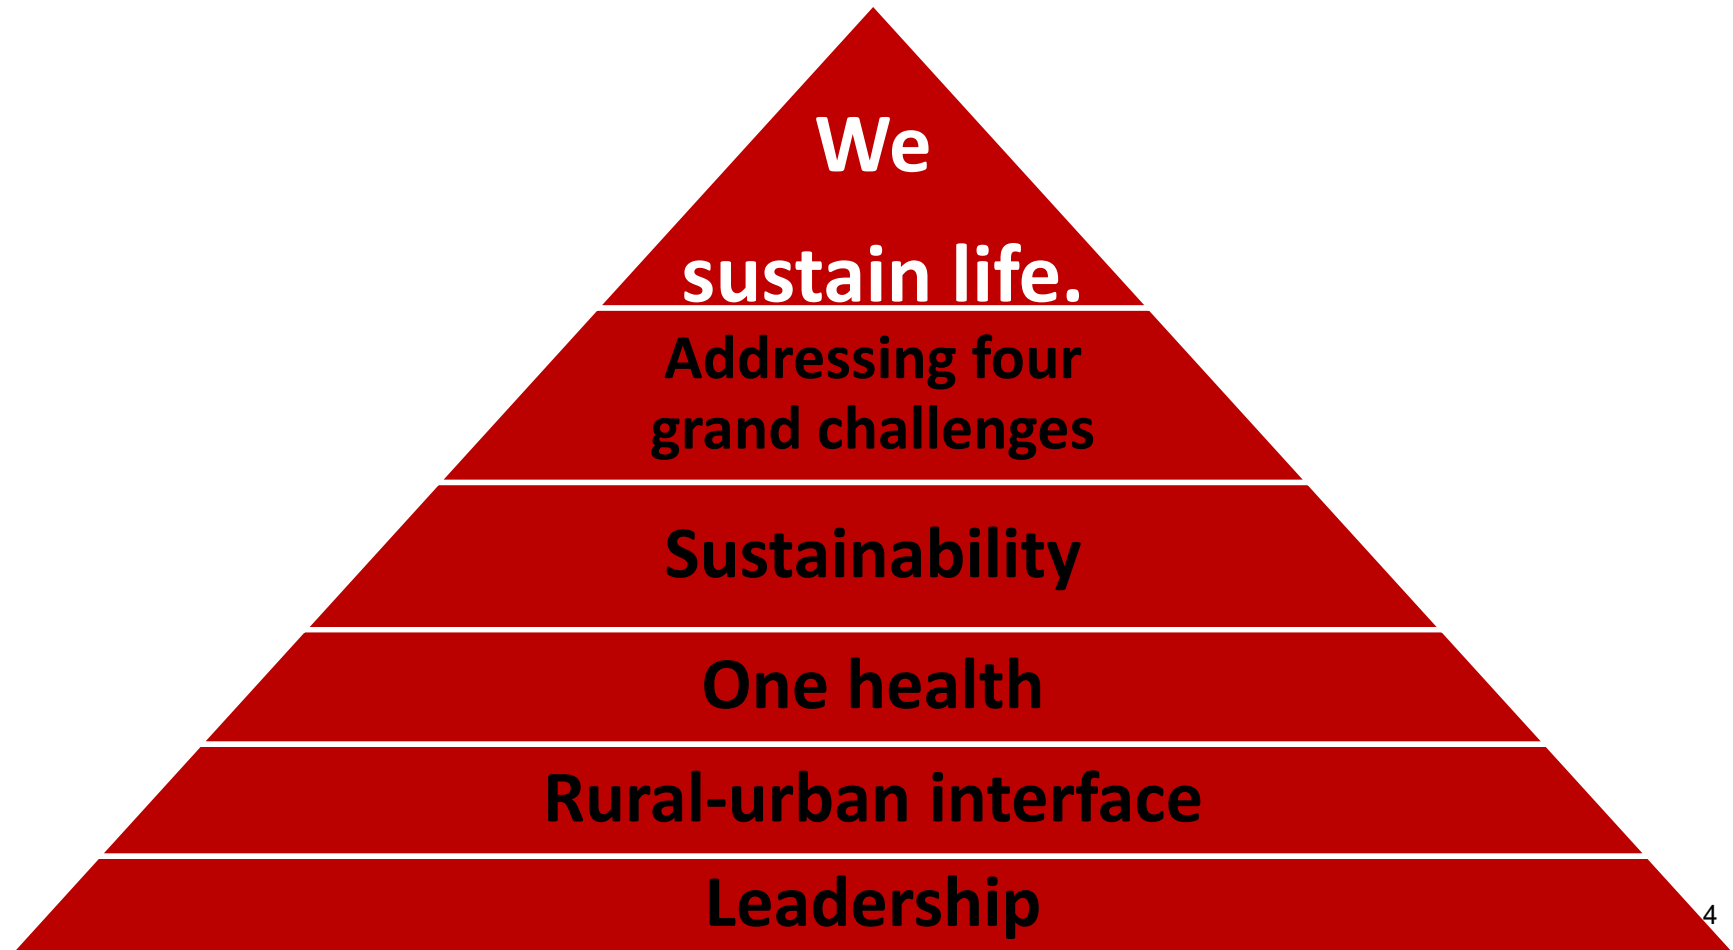 We
sustain life.
Addressing four
grand challenges
Sustainability
One health
Rural-urban interface
Leadership
4